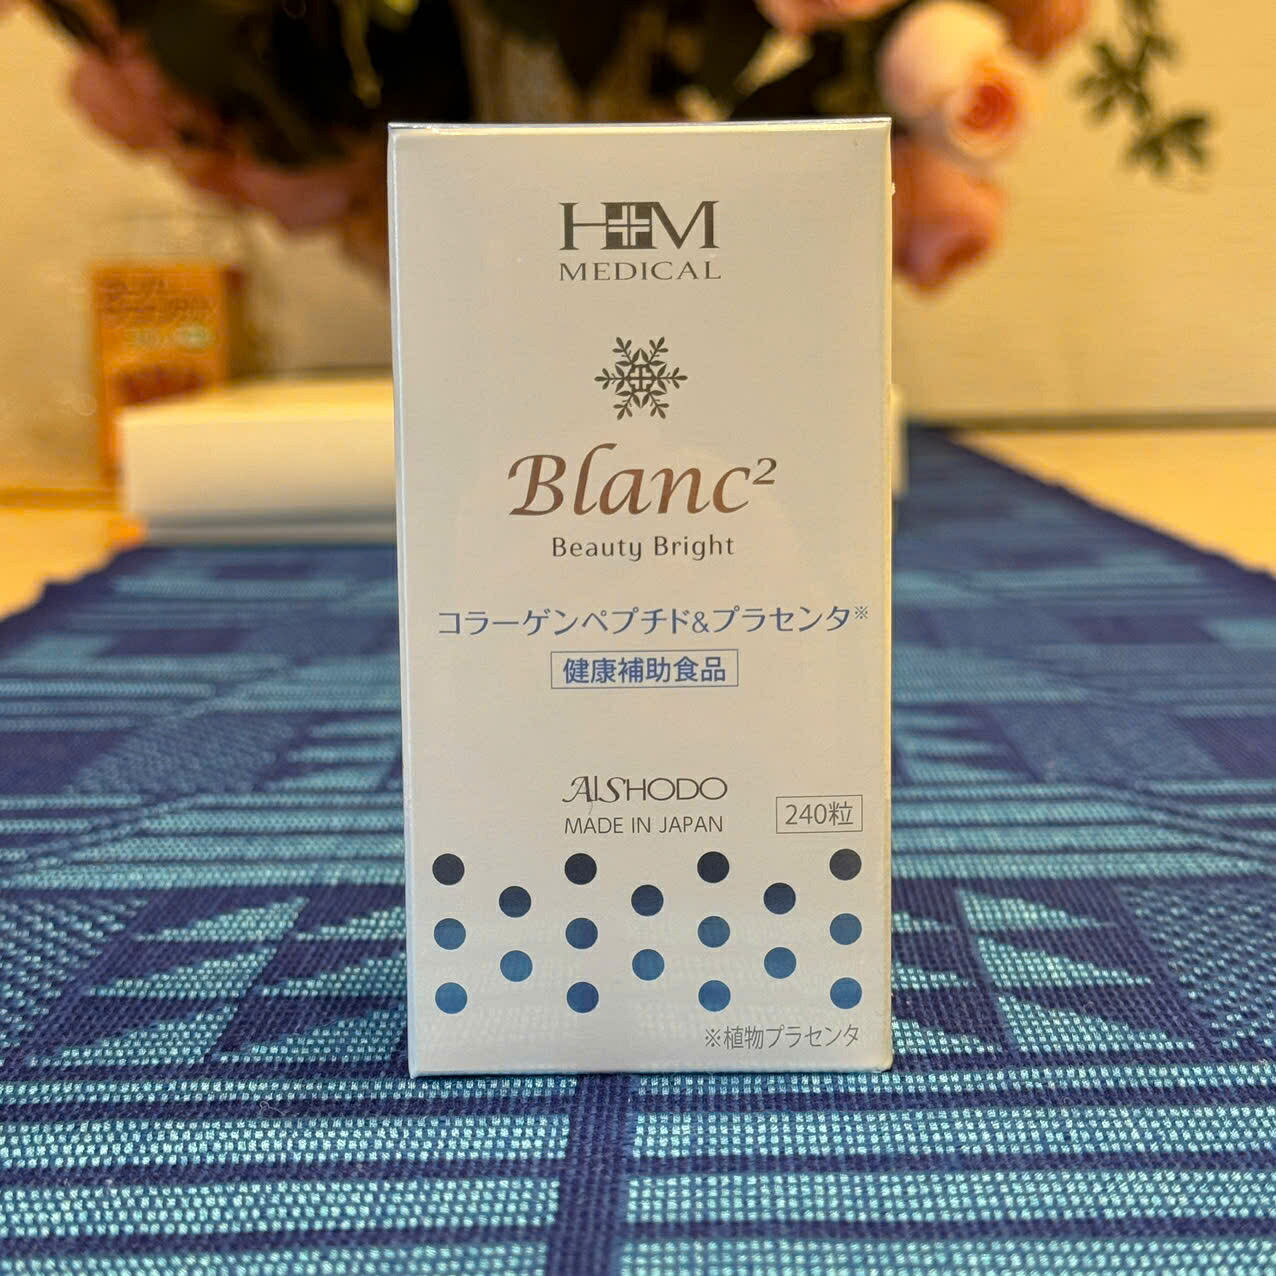 H+M
MEDICAL
Blanc²
Beauty Bright
コラーゲンペプチド&プラセンタ※
健康補助食品
AISHODO
MADE IN JAPAN
240粒
※植物プラセンタ